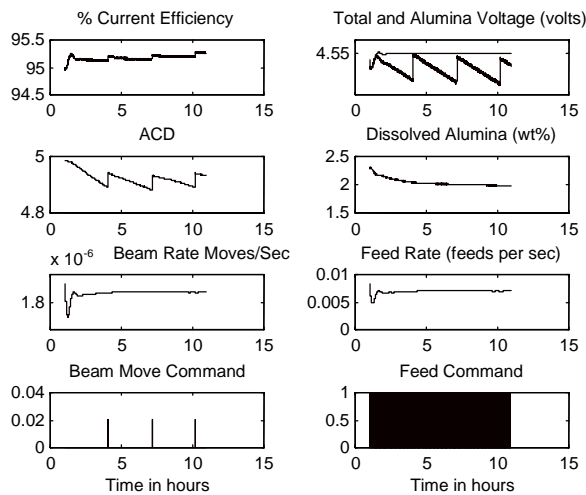 % Current Efficiency
95.5
95
94.5
0 5 10 15
Total and Alumina Voltage (volts)
4.55
0 5 10 15
ACD
5
4.8
0 5 10 15
Dissolved Alumina (wt%)
2.5
2
1.5
0 5 10 15
x 10-6 Beam Rate Moves/Sec
1.8
0 5 10 15
Feed Rate (feeds per sec)
0.01
0.005
0
0 5 10 15
Beam Move Command
0.04
0.02
0
0 5 10 15
Time in hours
Feed Command
1
0.5
0
0 5 10 15
Time in hours